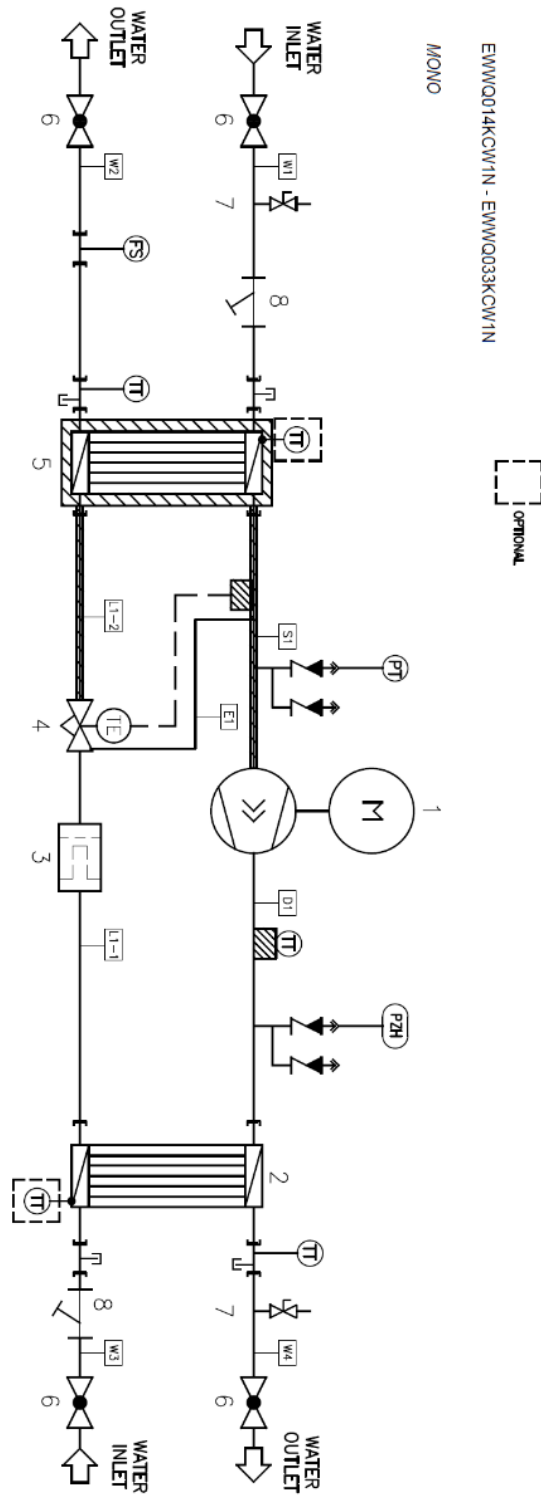 EWWQ014KCW1N - EWWQ033KCW1N
MONO
OPTIONAL
WATER
INLET
6
W1
7
8
TT
S1
PT
1
M
D1
TT
PZH
2
TT
7
W4
6
WATER
OUTLET
WATER
OUTLET
6
W2
FS
TT
5
L1-2
E1
TE
4
3
L1-1
TT
8
W3
6
WATER
INLET